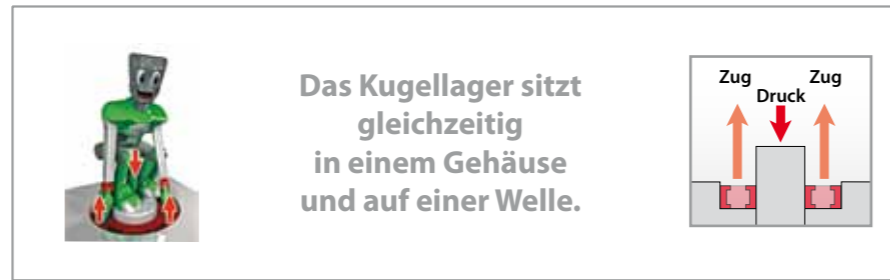 Das Kugellager sitzt
gleichzeitig
in einem Gehäuse
und auf einer Welle.
Zug Zug
Druck